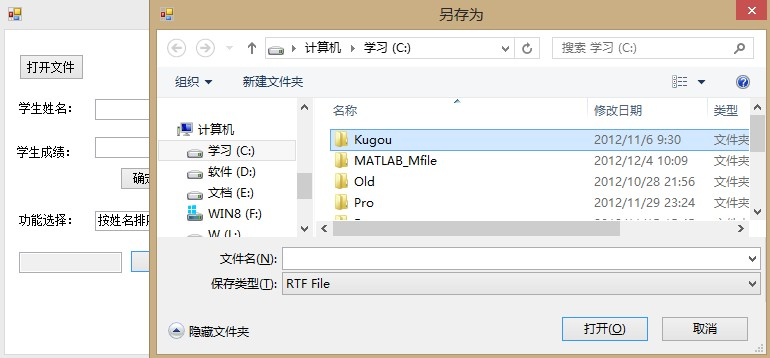 另存为
计算机 学习 (C:)
搜索 学习 (C:)
组织 新建文件夹
打开文件
学生姓名：
学生成绩：
功能选择：
按姓名排
计算机
学习 (C:)
软件 (D:)
文档 (E:)
WIN8 (F:)
名称 修改日期 类型
Kugou 2012/11/6 9:30 文件夹
MATLAB_Mfile 2012/12/4 10:09 文件夹
Old 2012/10/28 21:56 文件夹
Pro 2012/11/29 23:24 文件夹
文件名(N):
保存类型(T): RTF File
隐藏文件夹 打开(O) 取消